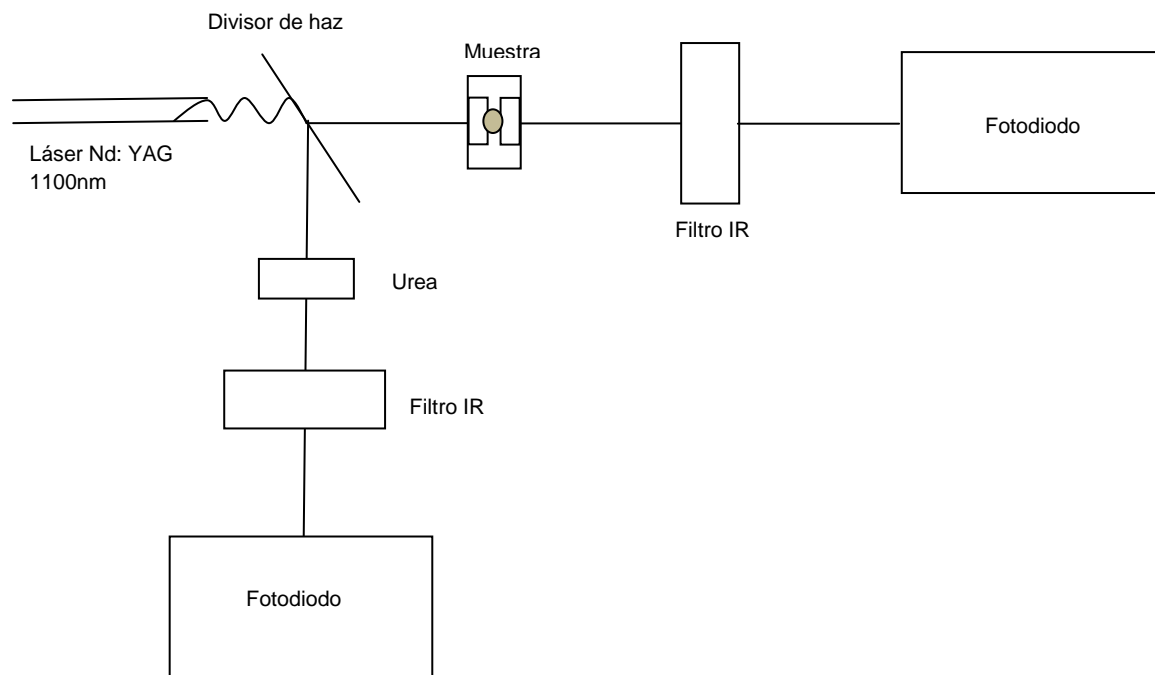 Divisor de haz
Muestra
Fotodiodo
Láser Nd: YAG
1100nm
Filtro IR
Urea
Filtro IR
Fotodiodo